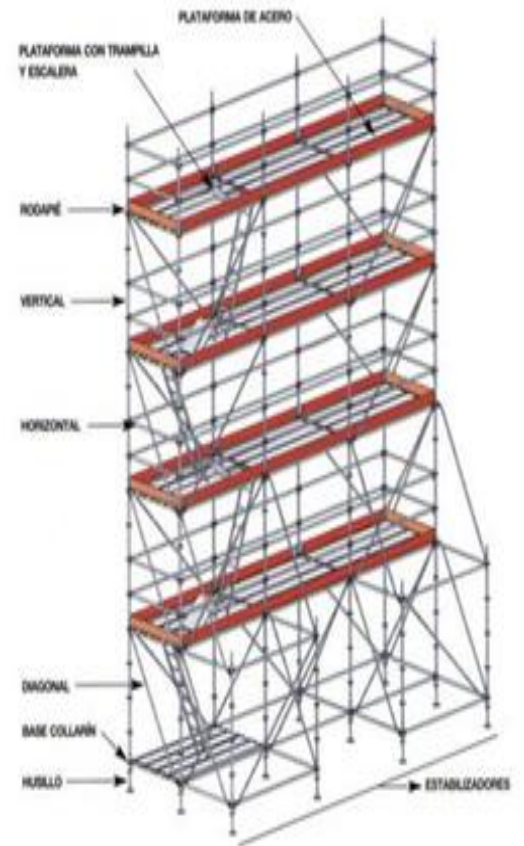 PLATAFORMA DE ACERO
PLATAFORMA CON TRAMPILLA
Y ESCALERA
RODAPIÉ
VERTICAL
HORIZONTAL
DIAGONAL
BASE COLLARÍN
HUSILLO
ESTABILIZADORES